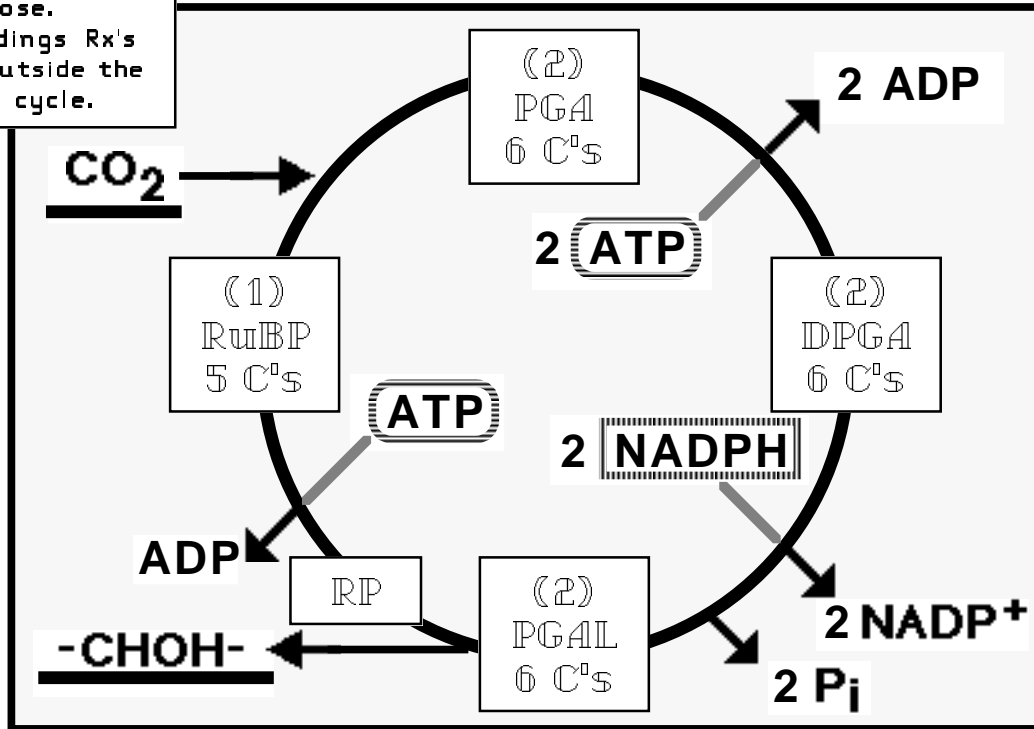 ose.
dings Rx's
utside the
cycle.
(2)
PGA
6 C's
2 ADP
CO₂
2 ATP
(1)
RuBP
5 C's
(2)
DPGA
6 C's
ATP
2 NADPH
ADP
RP
(2)
PGAL
6 C's
2 NADP⁺
-CHOH-
2 Pi